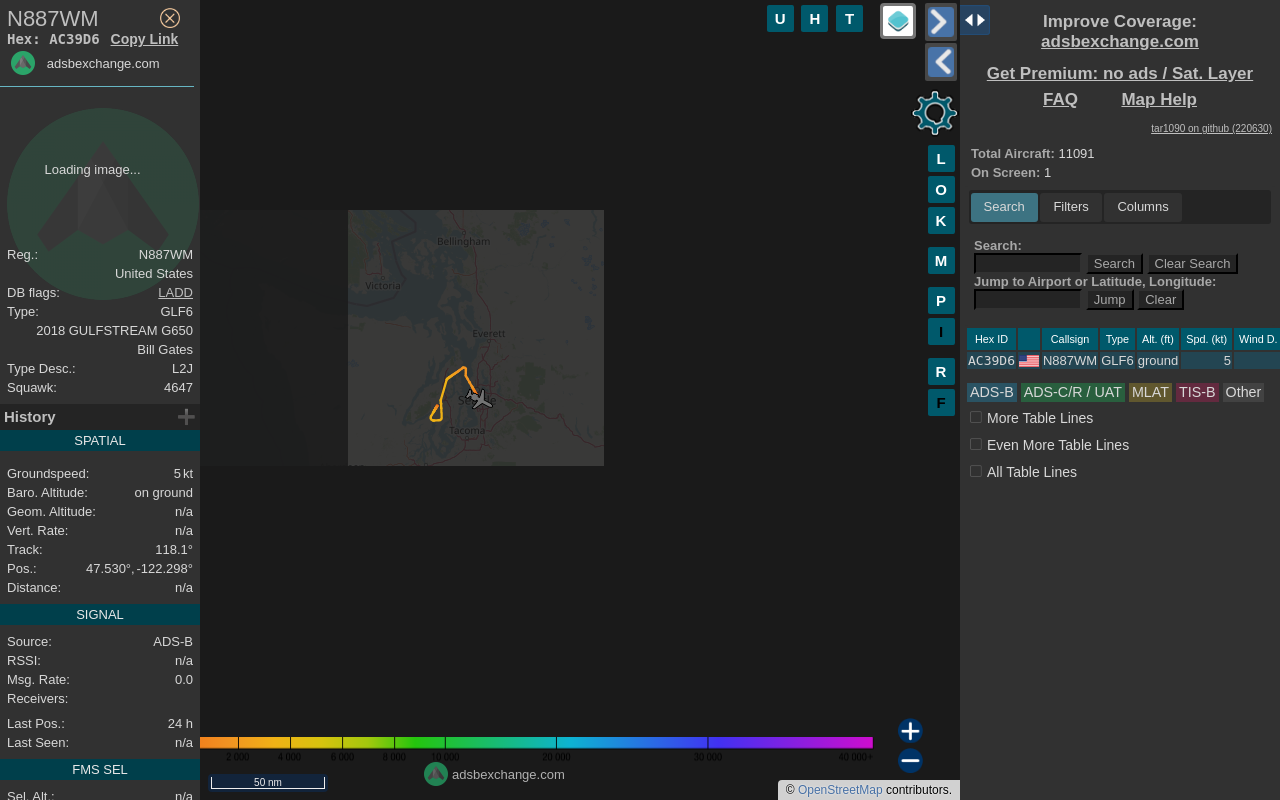 N887WM
Hex: AC39D6 Copy Link
adsbexchange.com
Loading image...
Reg.: N887WM
United States
DB flags: LADD
Type: GLF6
2018 GULFSTREAM G650
Bill Gates
Type Desc.: L2J
Squawk: 4647
History
SPATIAL
Groundspeed: 5 kt
Baro. Altitude: on ground
Geom. Altitude: n/a
Vert. Rate: n/a
Track: 118.1°
Pos.: 47.530°, -122.298°
Distance: n/a
SIGNAL
Source: ADS-B
RSSI: n/a
Msg. Rate: 0.0
Receivers:
Last Pos.: 24 h
Last Seen: n/a
FMS SEL
Sel. Alt.: n/a
U H T
L
O
K
M
P
I
R
F
Bellingham
Victoria
Everett
Tacoma
2 000 4 000 6 000 8 000 10 000 20 000 30 000 40 000+
adsbexchange.com
50 nm
© OpenStreetMap contributors.
Improve Coverage:
adsbexchange.com
Get Premium: no ads / Sat. Layer
FAQ Map Help
tar1090 on github (220630)
Total Aircraft: 11091
On Screen: 1
Search Filters Columns
Search:
Search Clear Search
Jump to Airport or Latitude, Longitude:
Jump Clear
Hex ID Callsign Type Alt. (ft) Spd. (kt) Wind D.
AC39D6 N887WM GLF6 ground 5
ADS-B ADS-C/R / UAT MLAT TIS-B Other
More Table Lines
Even More Table Lines
All Table Lines